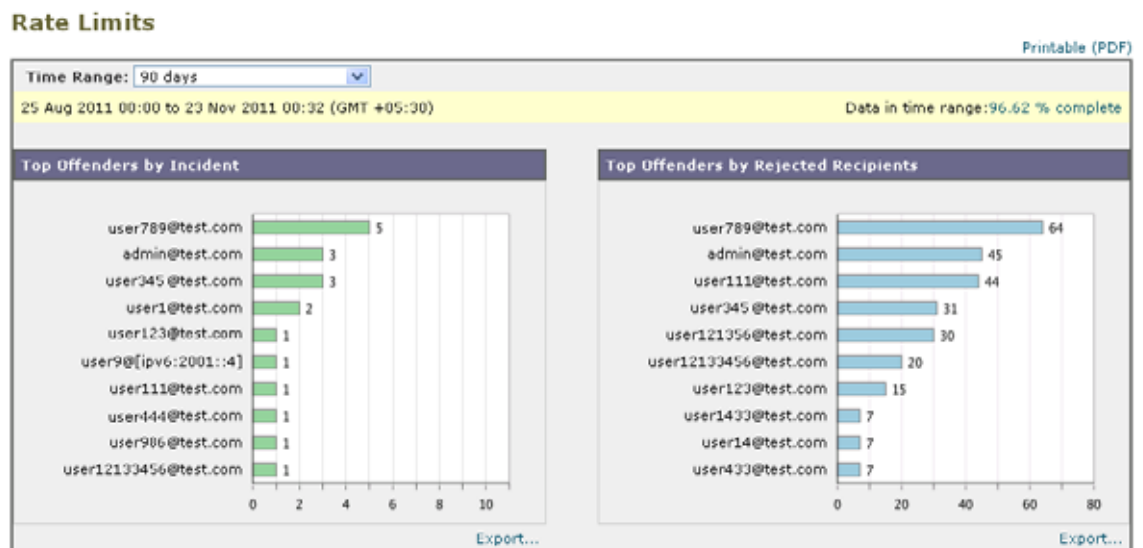 Rate Limits
Printable (PDF)
Time Range: 90 days
25 Aug 2011 00:00 to 23 Nov 2011 00:32 (GMT +05:30)
Data in time range:96.62 % complete
Top Offenders by Incident
user789@test.com 5
admin@test.com 3
user345@test.com 3
user1@test.com 2
user123@test.com 1
user9@[ipv6:2001::4] 1
user111@test.com 1
user444@test.com 1
user986@test.com 1
user12133456@test.com 1
0 2 4 6 8 10
Export...
Top Offenders by Rejected Recipients
user789@test.com 64
admin@test.com 45
user111@test.com 44
user345@test.com 31
user121356@test.com 30
user12133456@test.com 20
user123@test.com 15
user1433@test.com 7
user14@test.com 7
user433@test.com 7
0 20 40 60 80
Export...